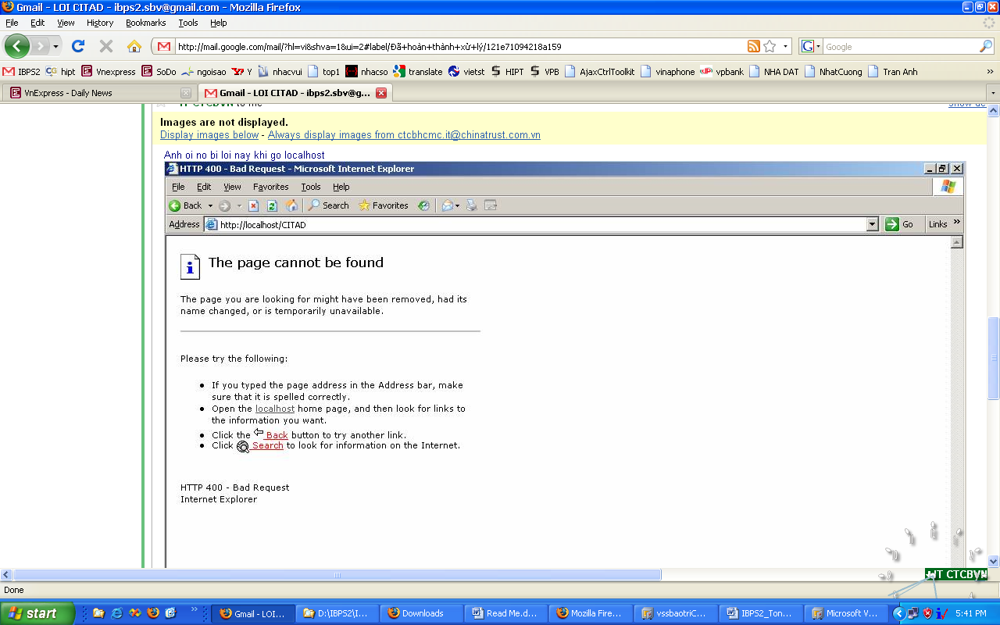 Gmail - LOI CITAD - ibps2.sbv@gmail.com - Mozilla Firefox
File Edit View History Bookmarks Tools Help
http://mail.google.com/mail/?hl=vi&shva=1&ui=2#label/Đã+hoàn+thành+xử+lý/121e71094218a159
G Google
IBPS2 hipt Vnexpress SoDo ngoisao Y nhacvui top1 nhacso translate vietst HIPT VPB AjaxCtrlToolkit vinaphone vpbank NHA DAT NhatCuong Tran Anh »
VnExpress - Daily News Gmail - LOI CITAD - ibps2.sbv@g...
IT CTCBVN to me
Images are not displayed.
Display images below - Always display images from ctcbhcmc.it@chinatrust.com.vn
Anh oi no bi loi nay khi go localhost
HTTP 400 - Bad Request - Microsoft Internet Explorer
File Edit View Favorites Tools Help
Back Search Favorites
Address http://localhost/CITAD Go Links »
The page cannot be found
The page you are looking for might have been removed, had its
name changed, or is temporarily unavailable.
Please try the following:
If you typed the page address in the Address bar, make
sure that it is spelled correctly.
Open the localhost home page, and then look for links to
the information you want.
Click the Back button to try another link.
Click Search to look for information on the Internet.
HTTP 400 - Bad Request
Internet Explorer
IT CTCBVN
Done
start » Gmail - LOI... D:\IBPS2\I... Downloads Read Me.d... Mozilla Fire... vssbaotriC... IBPS2_Ton... Microsoft V... 5:41 PM